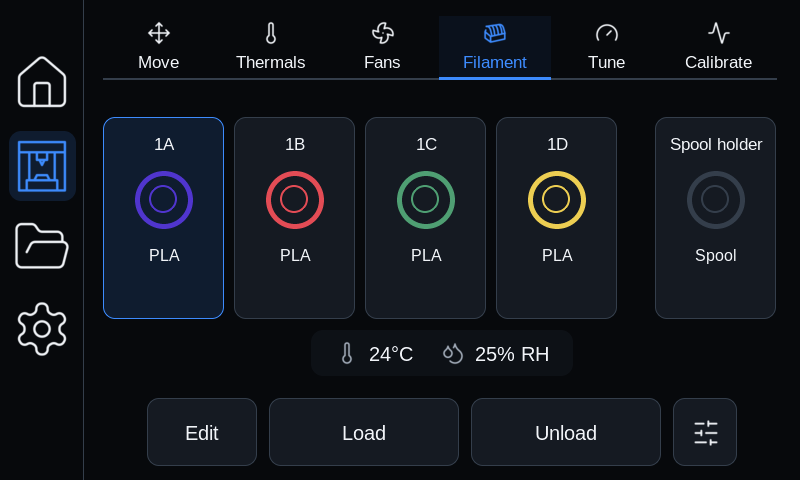 Move Thermals Fans Filament Tune Calibrate
1A 1B 1C 1D Spool holder
PLA PLA PLA PLA Spool
24°C 25% RH
Edit Load Unload